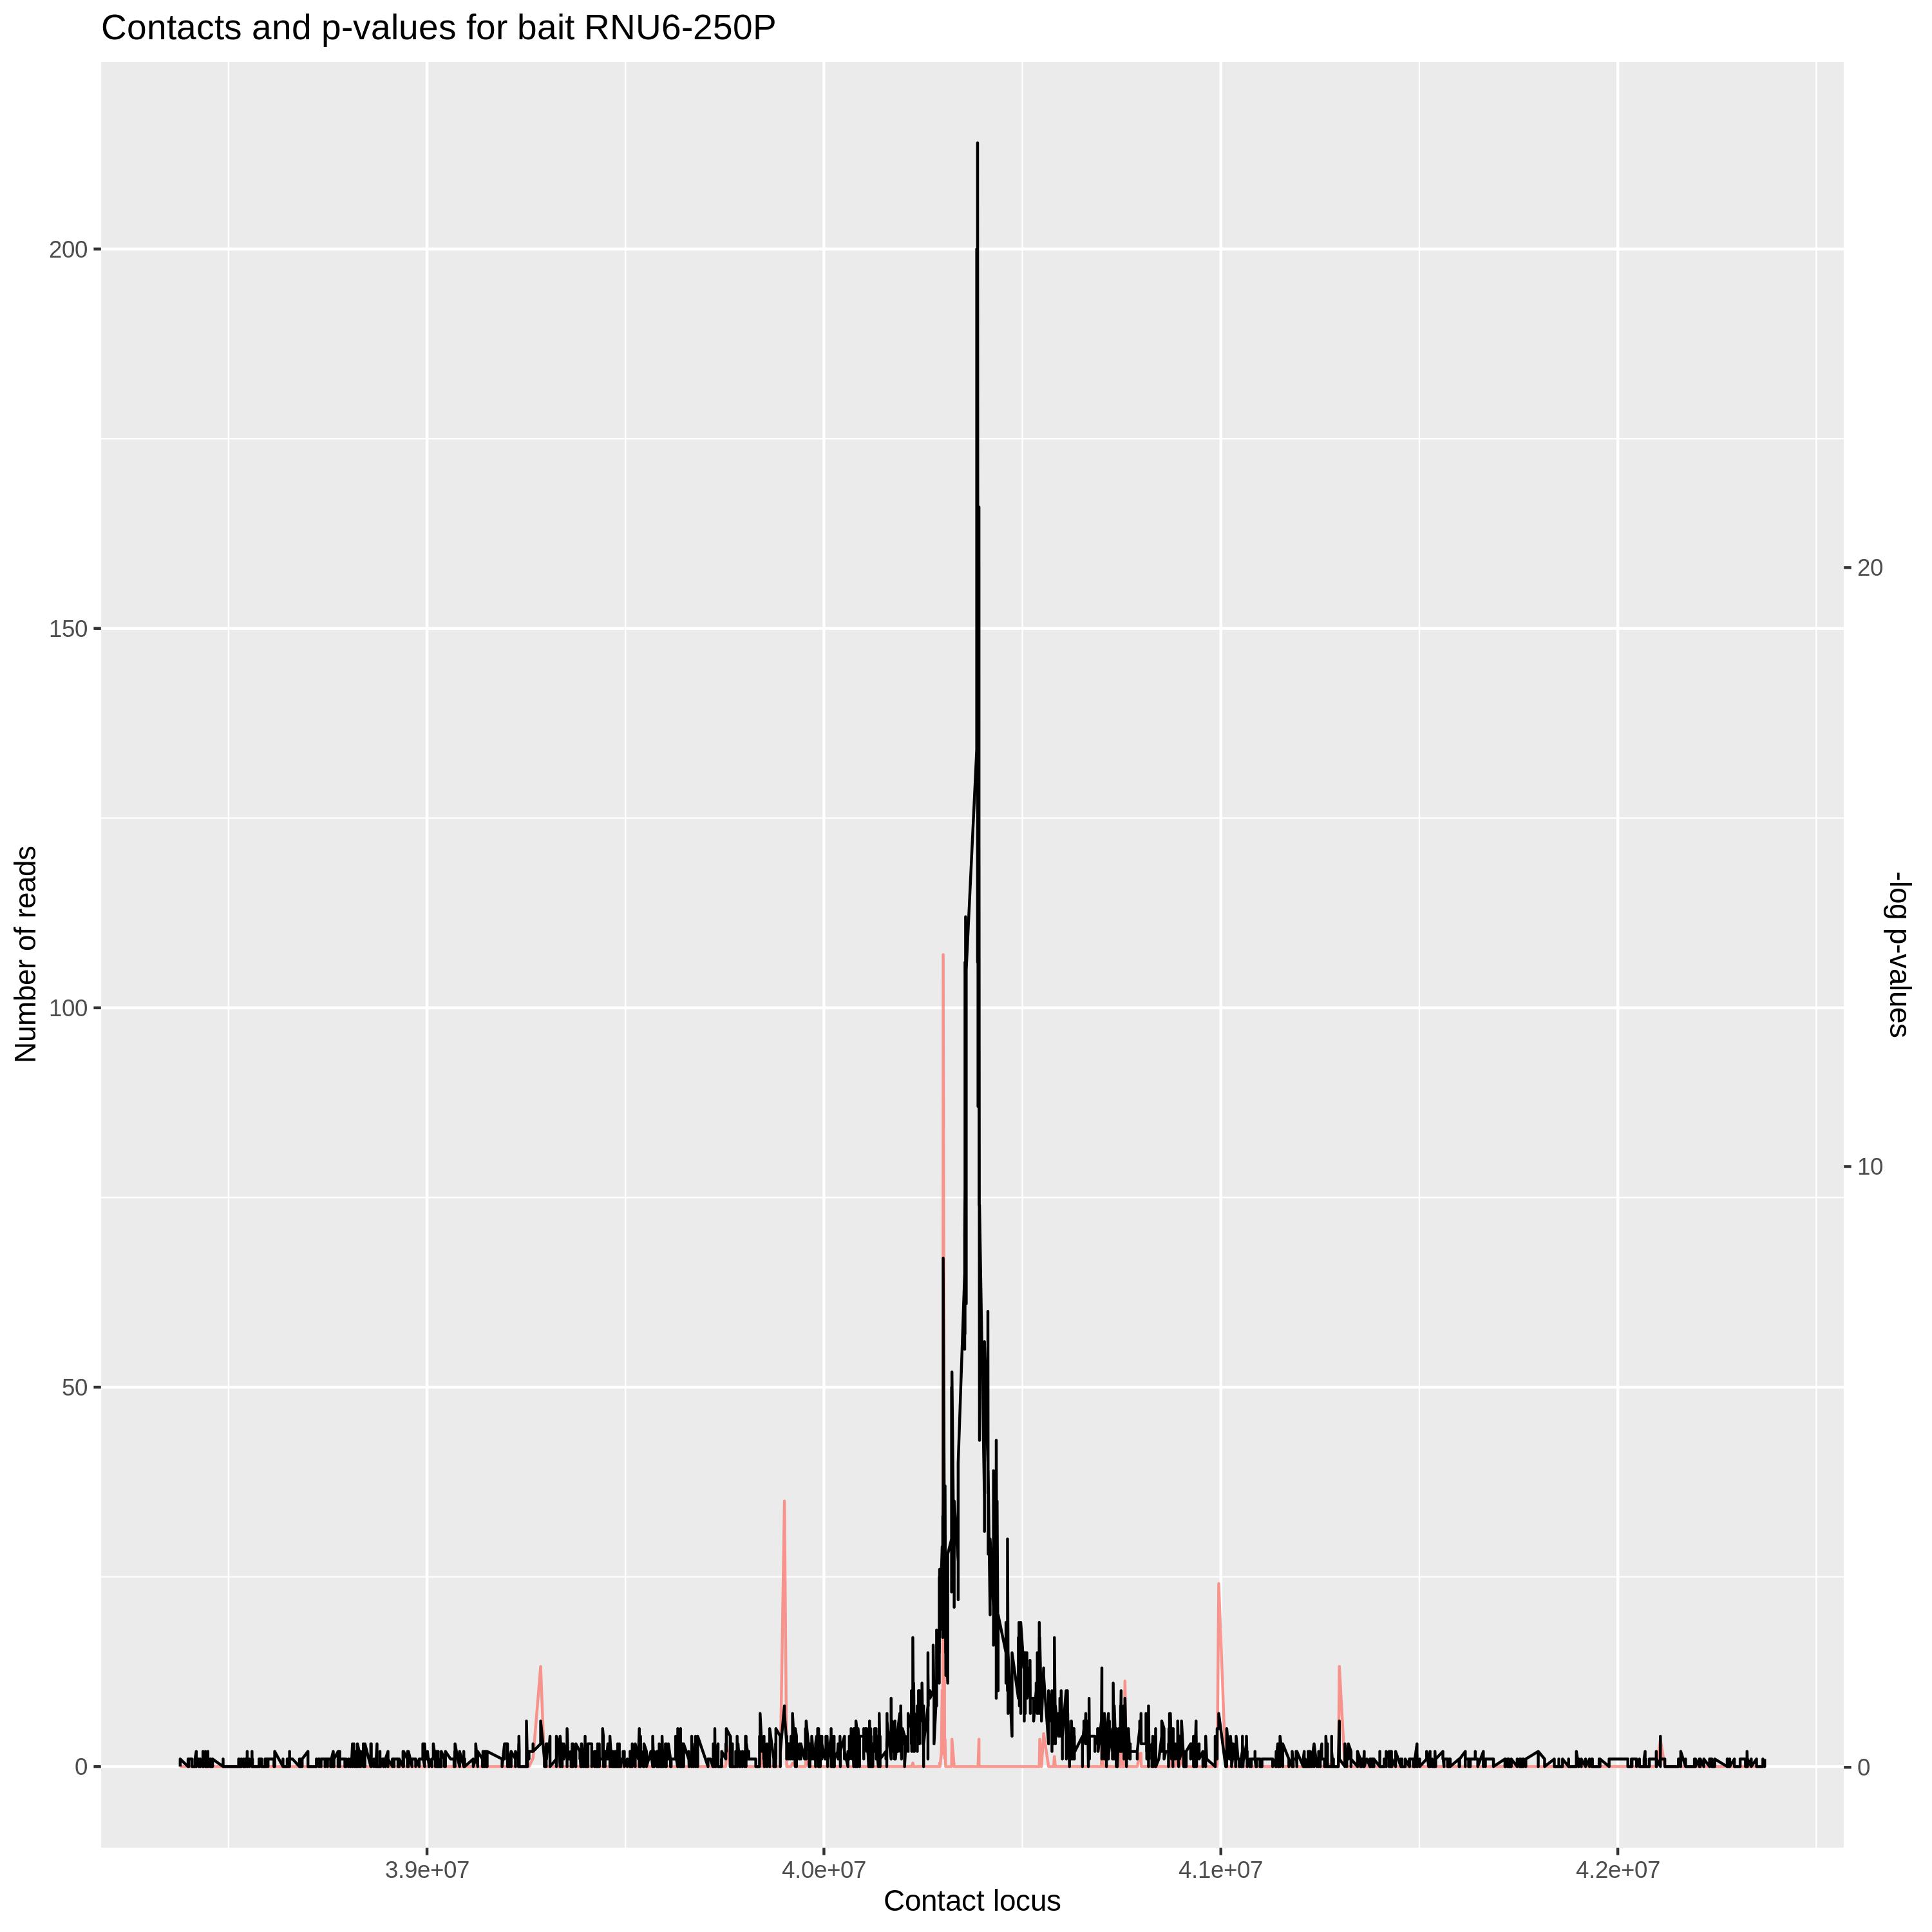 Contacts and p-values for bait RNU6-250P
200
150
100
50
0
Number of reads
20
10
0
-log p-values
3.9e+07
4.0e+07
4.1e+07
4.2e+07
Contact locus